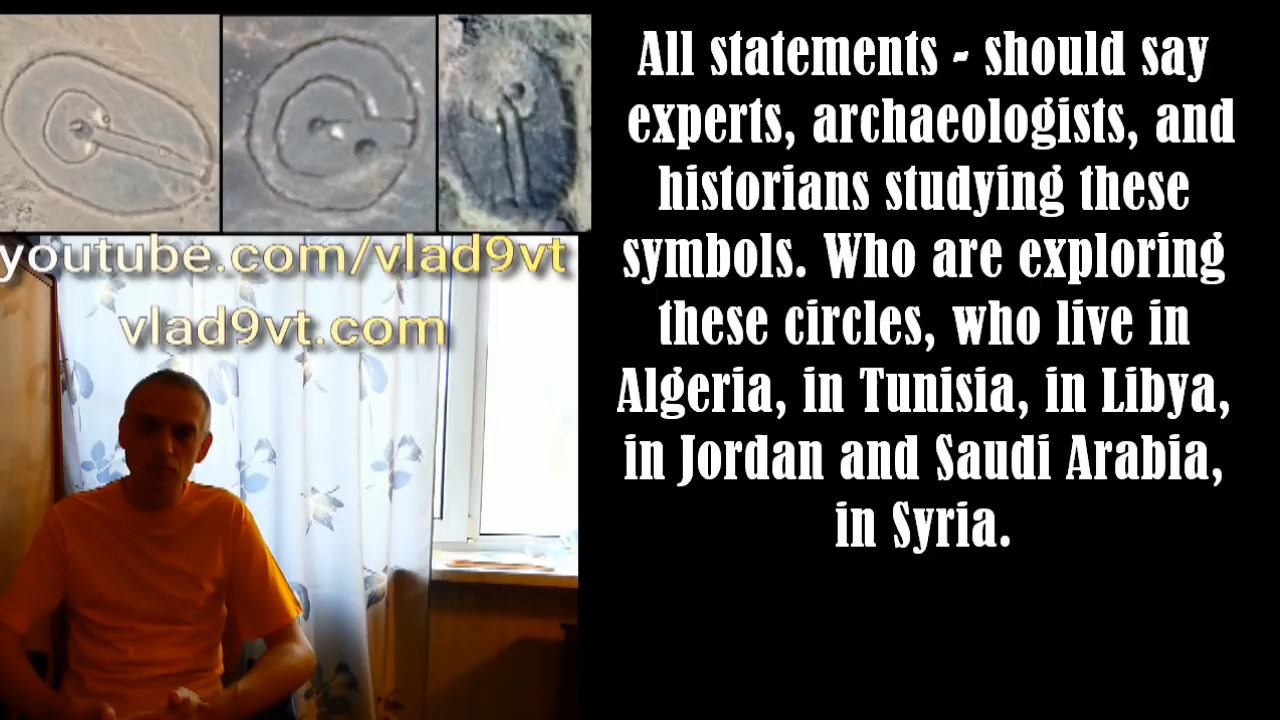 youtube.com/vlad9vt
vlad9vt.com
All statements - should say
experts, archaeologists, and
historians studying these
symbols. Who are exploring
these circles, who live in
Algeria, in Tunisia, in Libya,
in Jordan and Saudi Arabia,
in Syria.